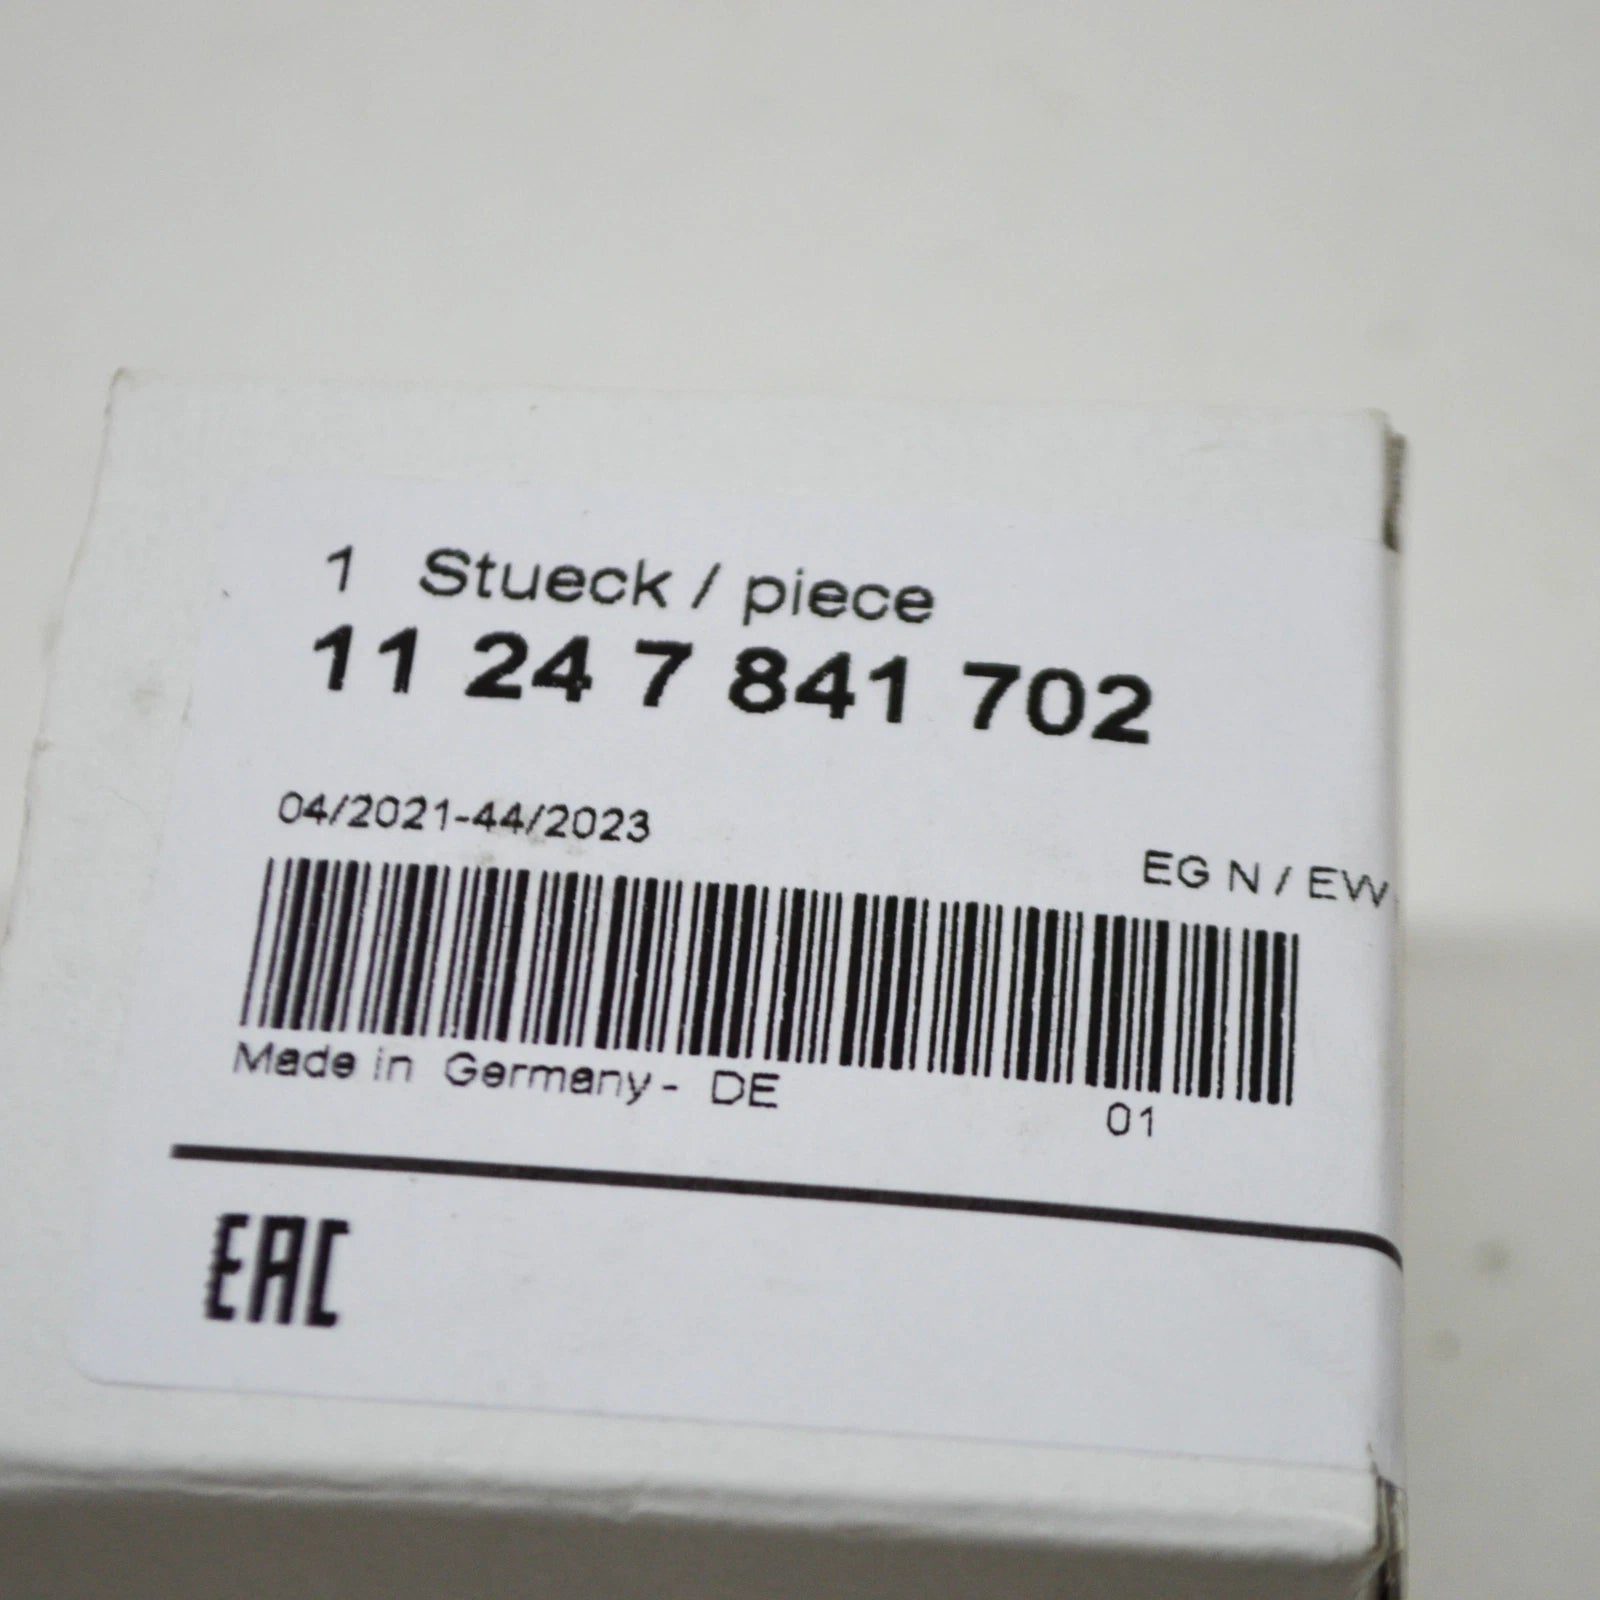 1 Stueck / piece
11 24 7 841 702
04/2021-44/2023
EG N / EW
Made in Germany - DE
01
EAC